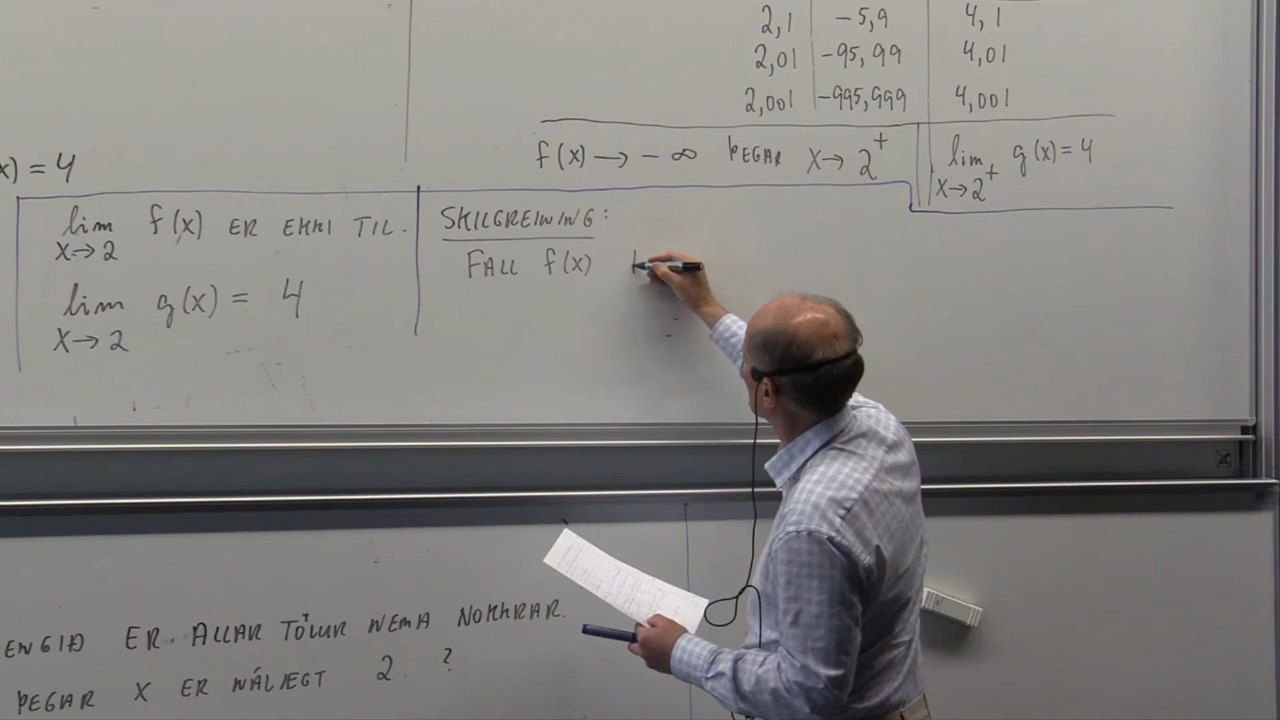 2,1 -5,9 4,1
2,01 -95,99 4,01
2,001 -995,999 4,001
f(x) → -∞ ÞEGAR x → 2⁺
lim g(x) = 4
x → 2⁺
x) = 4
lim f(x) ER EKKI TIL.
x → 2
lim g(x) = 4
x → 2
SKILGREINING:
FALL f(x)
ENGIÐ ER ALLAR TÖLUR NEMA NOKKRAR.
ÞEGAR X ER NÁLÆGT 2 ?